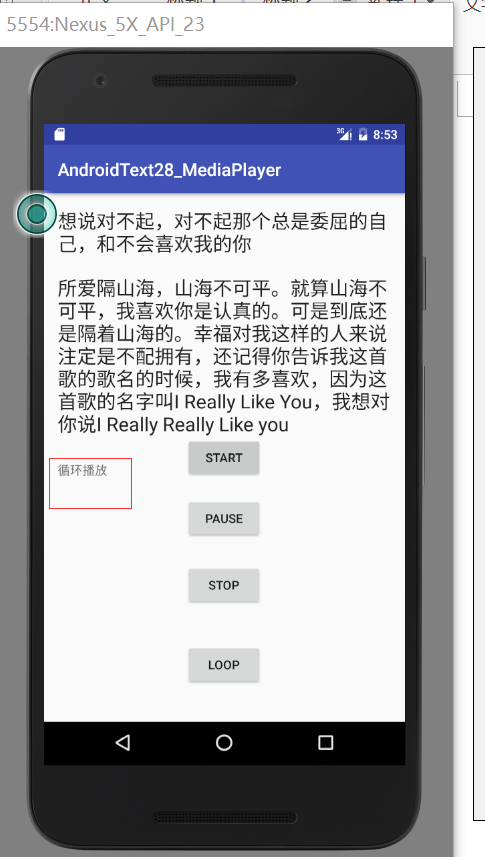 5554:Nexus_5X_API_23
3G
8:53
AndroidText28_MediaPlayer
想说对不起，对不起那个总是委屈的自
己，和不会喜欢我的你
所爱隔山海，山海不可平。就算山海不
可平，我喜欢你是认真的。可是到底还
是隔着山海的。幸福对我这样的人来说
注定是不配拥有，还记得你告诉我这首
歌的歌名的时候，我有多喜欢，因为这
首歌的名字叫I Really Like You，我想对
你说I Really Really Like you
START
循环播放
PAUSE
STOP
LOOP